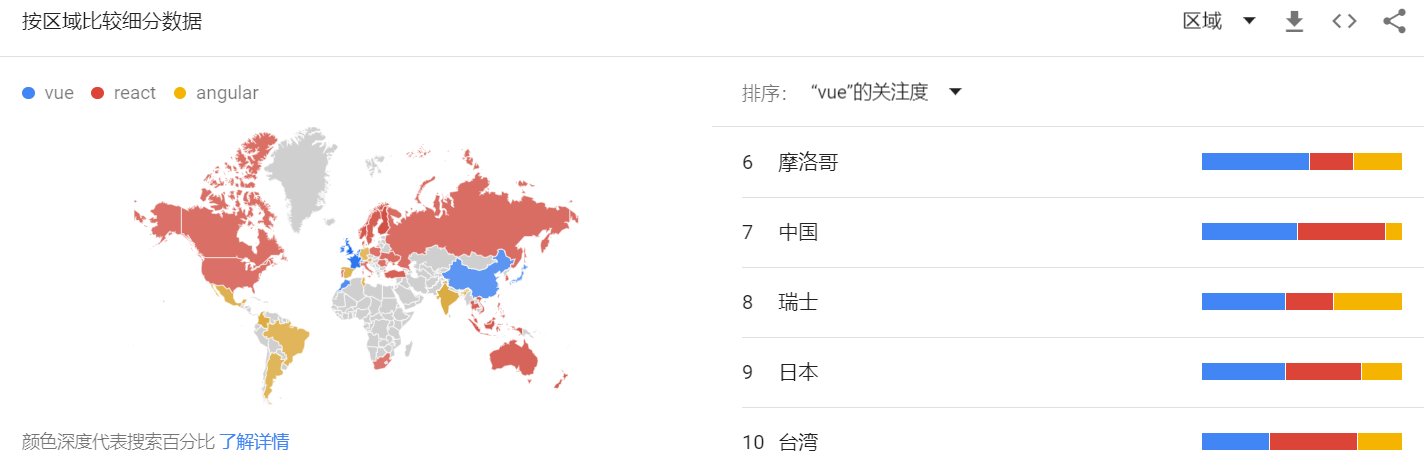 按区域比较细分数据
区域
vue react angular
排序： “vue”的关注度
6 摩洛哥
7 中国
8 瑞士
9 日本
10 台湾
颜色深度代表搜索百分比 了解详情